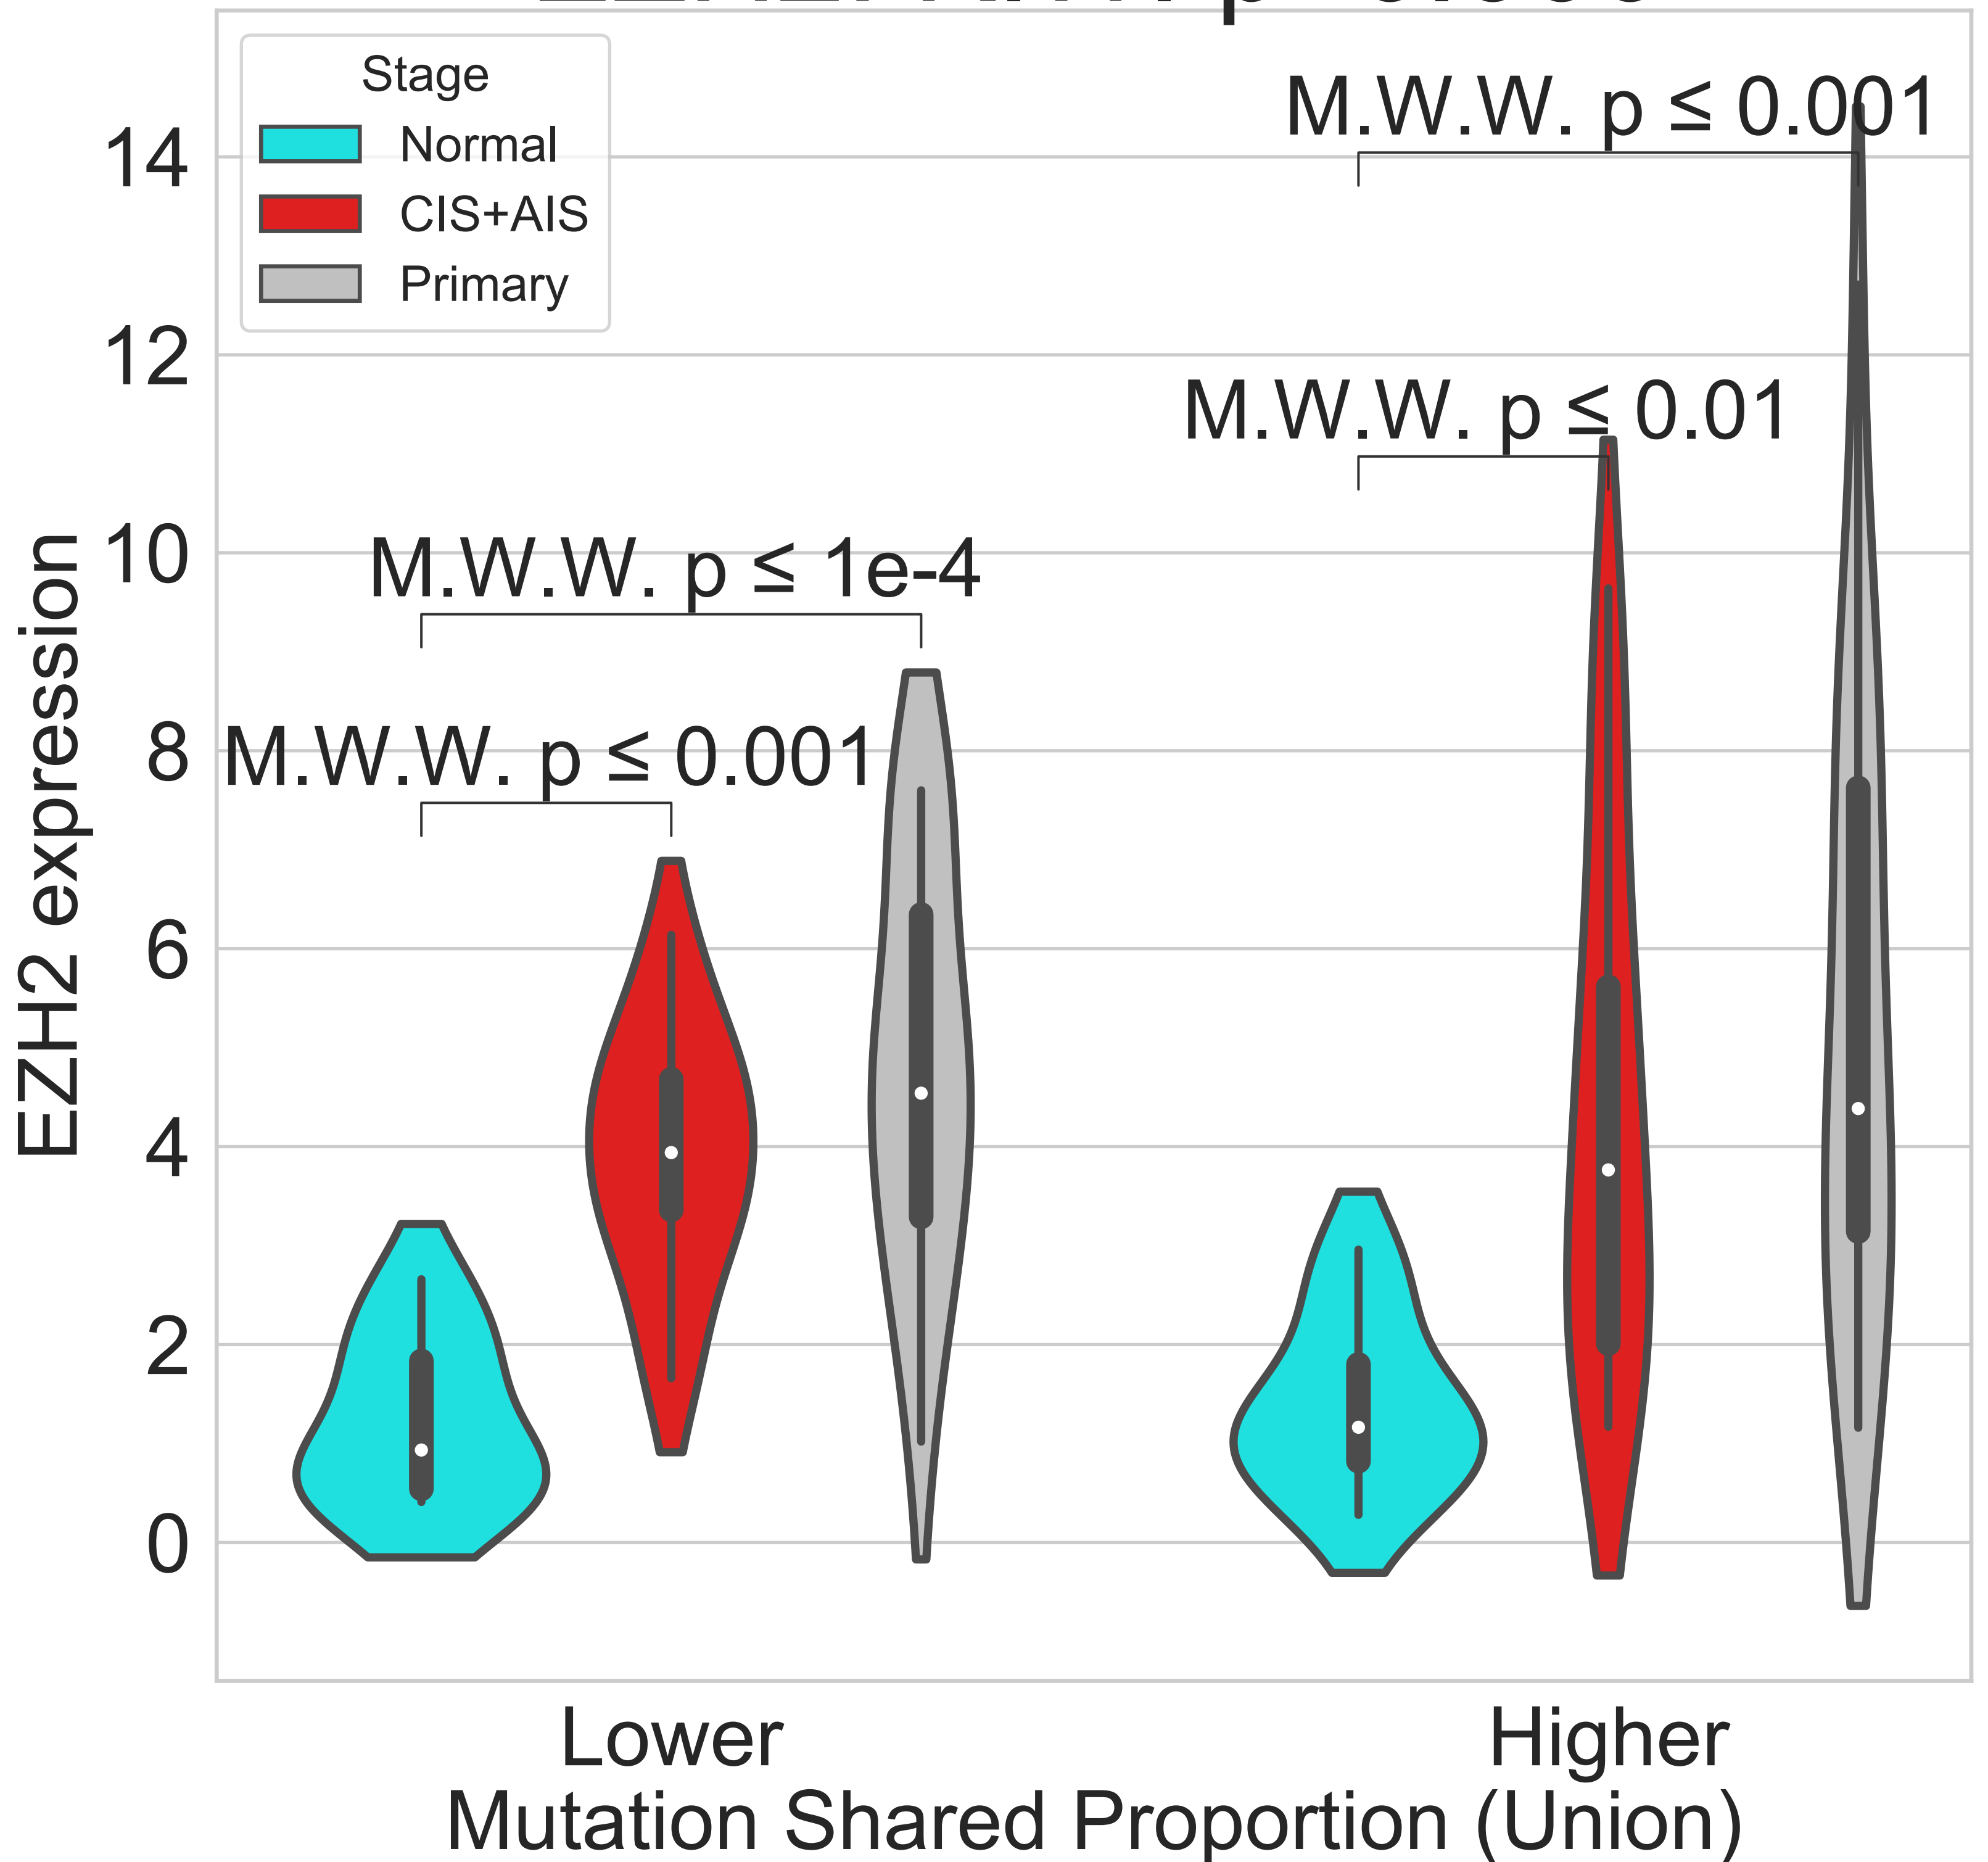 Stage
Normal
CIS+AIS
Primary
M.W.W. p ≤ 0.001
M.W.W. p ≤ 0.01
M.W.W. p ≤ 1e-4
M.W.W. p ≤ 0.001
14
12
10
8
6
4
2
0
EZH2 expression
Lower
Higher
Mutation Shared Proportion (Union)